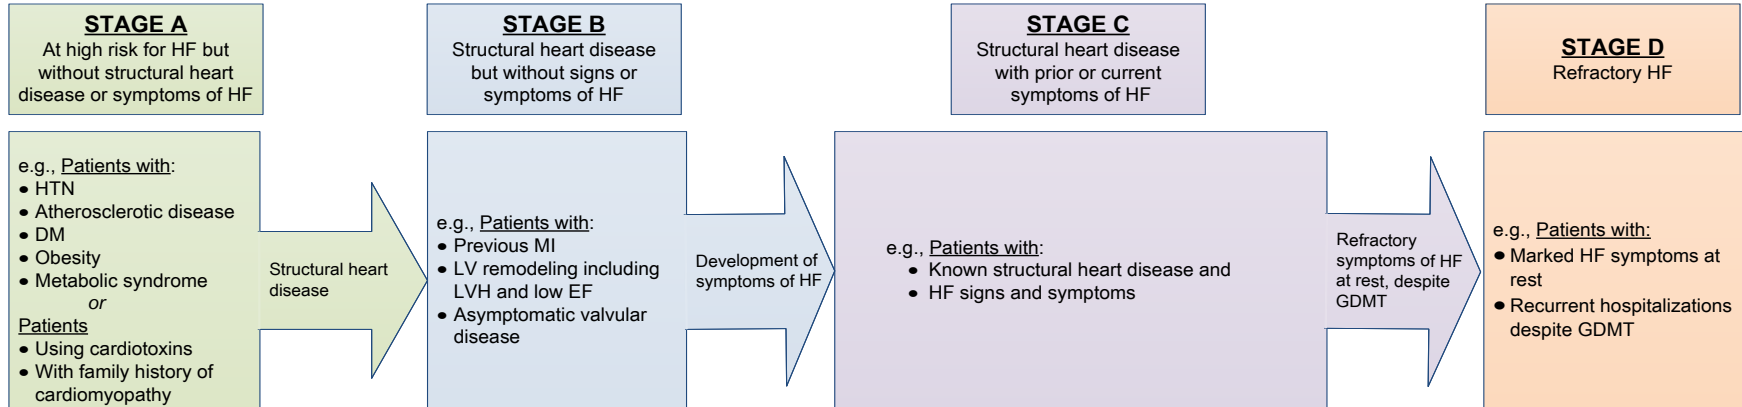 STAGE A
At high risk for HF but
without structural heart
disease or symptoms of HF
STAGE B
Structural heart disease
but without signs or
symptoms of HF
STAGE C
Structural heart disease
with prior or current
symptoms of HF
STAGE D
Refractory HF
e.g., Patients with:
• HTN
• Atherosclerotic disease
• DM
• Obesity
• Metabolic syndrome
or
Patients
• Using cardiotoxins
• With family history of
cardiomyopathy
Structural heart
disease
e.g., Patients with:
• Previous MI
• LV remodeling including
LVH and low EF
• Asymptomatic valvular
disease
Development of
symptoms of HF
e.g., Patients with:
• Known structural heart disease and
• HF signs and symptoms
Refractory
symptoms of HF
at rest, despite
GDMT
e.g., Patients with:
• Marked HF symptoms at
rest
• Recurrent hospitalizations
despite GDMT